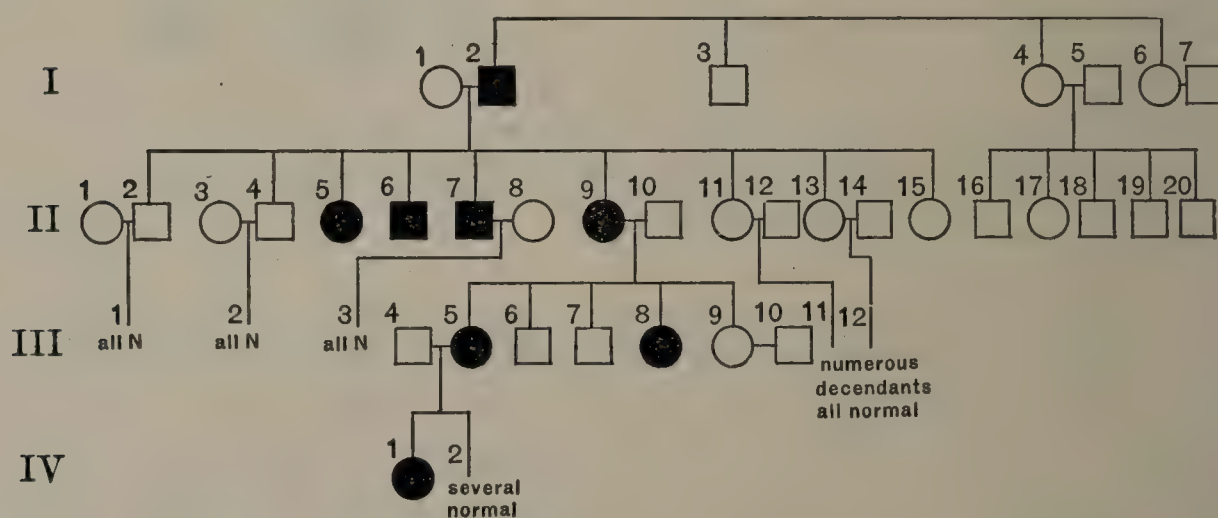 1 2 3 4 5 6 7
I
1 2 3 4 5 6 7 8 9 10 11 12 13 14 15 16 17 18 19 20
II
1 2 3 4 5 6 7 8 9 10 11 12
III
all N all N all N
numerous
decendants
all normal
1 2
IV
several
normal